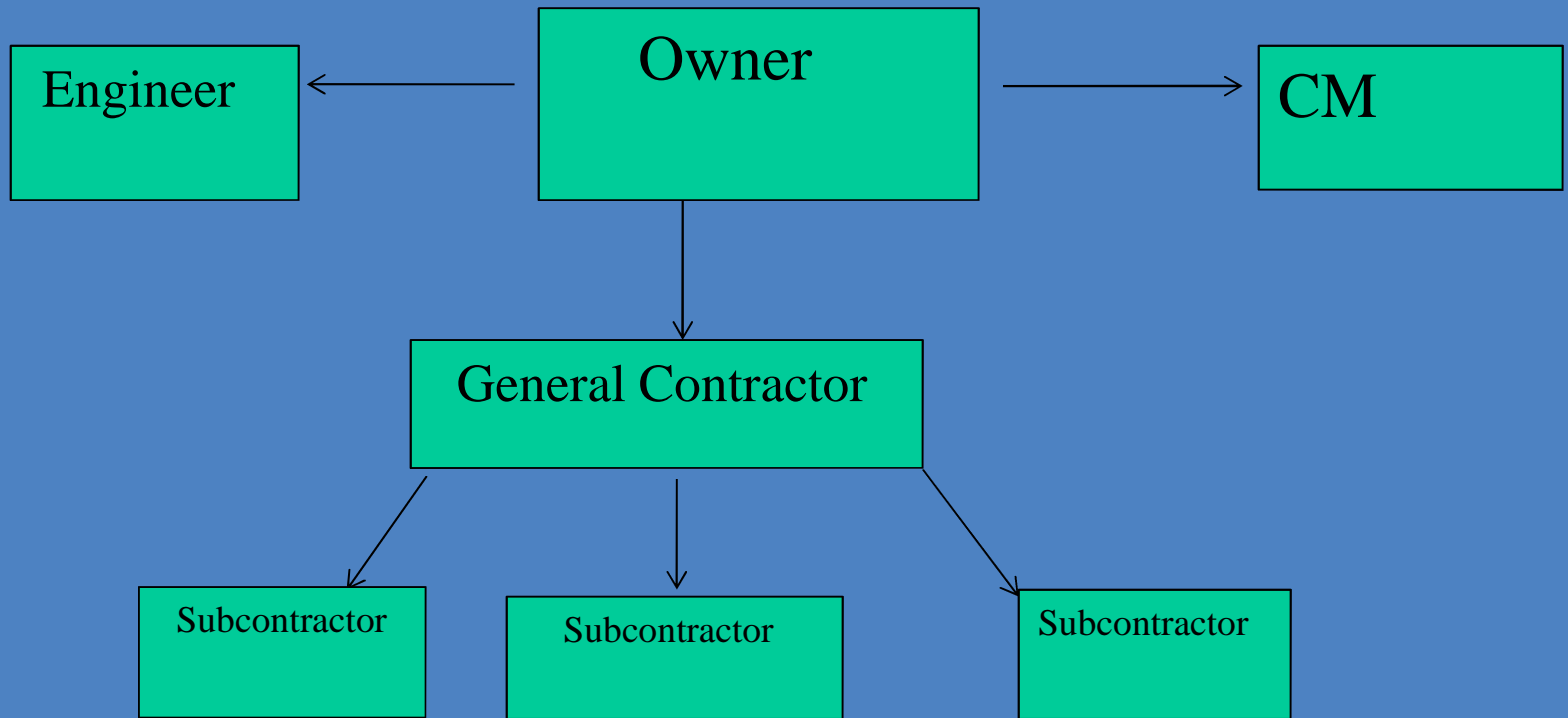 Engineer
Owner
CM
General Contractor
Subcontractor
Subcontractor
Subcontractor